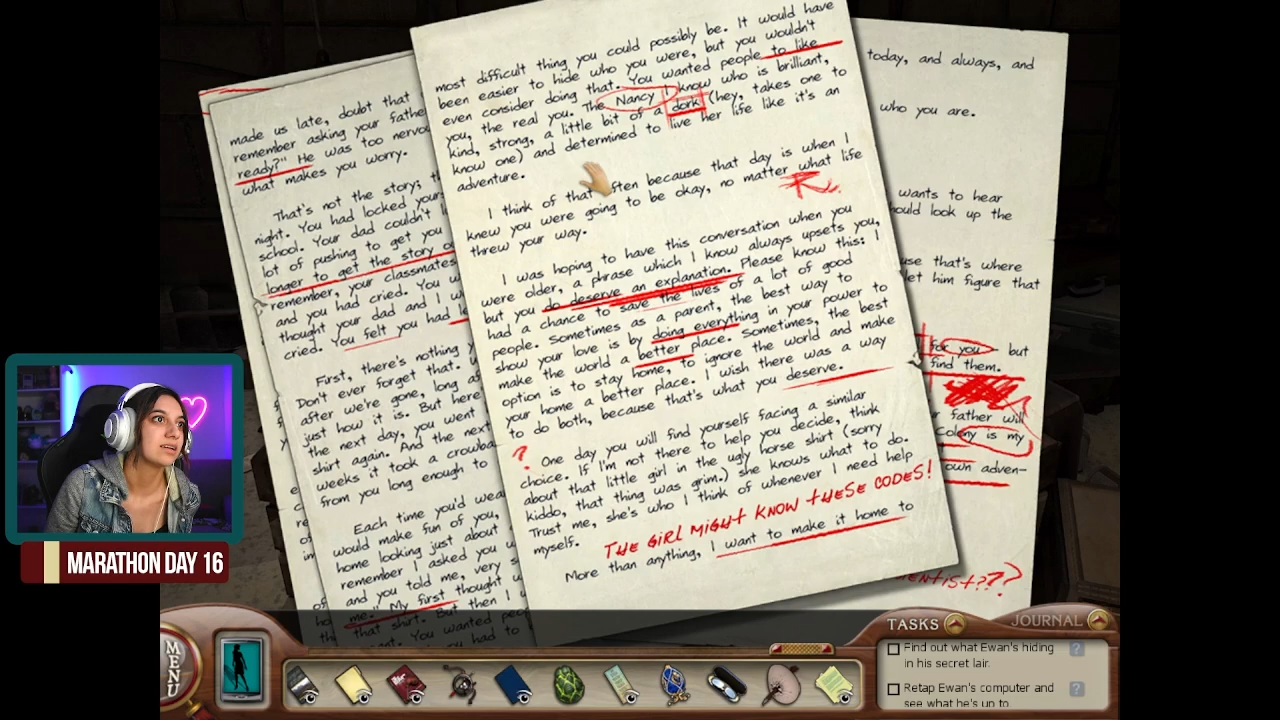 made us late, doubt that
remember asking your fathe
ready?" He was too nervo
what makes you worry.
That's not the story; th
night. You had locked yours
school. Your dad couldn't l
lot of pushing to get you
longer to get the story o
remember, your classmates
and you had cried. You w
thought your dad and I w
cried. You felt you had le
First, there's nothing
Don't ever forget that.
after we're gone, long as
just how it is. But here
the next day, you went
shirt again. And the next
weeks it took a crowba
from you long enough to
Each time you'd wea
would make fun of you,
home looking just about
remember I asked you w
and you told me, very s
me." My first thought w
that shirt. But then I u
You wanted peop
most difficult thing you could possibly be. It would have
been easier to hide who you were, but you wouldn't
even consider doing that. You wanted people to like
you, the real you. The Nancy I know who is brilliant,
kind, strong, a little bit of a dork (hey, takes one to
know one) and determined to live her life like it's an
adventure.
I think of that often because that day is when I
knew you were going to be okay, no matter what life
threw your way.
I was hoping to have this conversation when you
were older, a phrase which I know always upsets you,
but you do deserve an explanation. Please know this: I
had a chance to save the lives of a lot of good
people. Sometimes as a parent, the best way to
show your love is by doing everything in your power to
make the world a better place. Sometimes, the best
option is to stay home, to ignore the world and make
your home a better place. I wish there was a way
to do both, because that's what you deserve.
? One day you will find yourself facing a similar
choice. If I'm not there to help you decide, think
about that little girl in the ugly horse shirt (sorry
kiddo, that thing was grim.) she knows what to do.
Trust me, she's who I think of whenever I need help
myself.
THE GIRL MIGHT KNOW THESE CODES!
More than anything, I want to make it home to
today, and always, and
who you are.
wants to hear
ould look up the
use that's where
let him figure that
for you but
find them.
r father will
Colony is my
own adven-
ENTIST???
MARATHON DAY 16
MENU
TASKS
JOURNAL
Find out what Ewan's hiding
in his secret lair.
?
Retap Ewan's computer and
see what he's up to
?